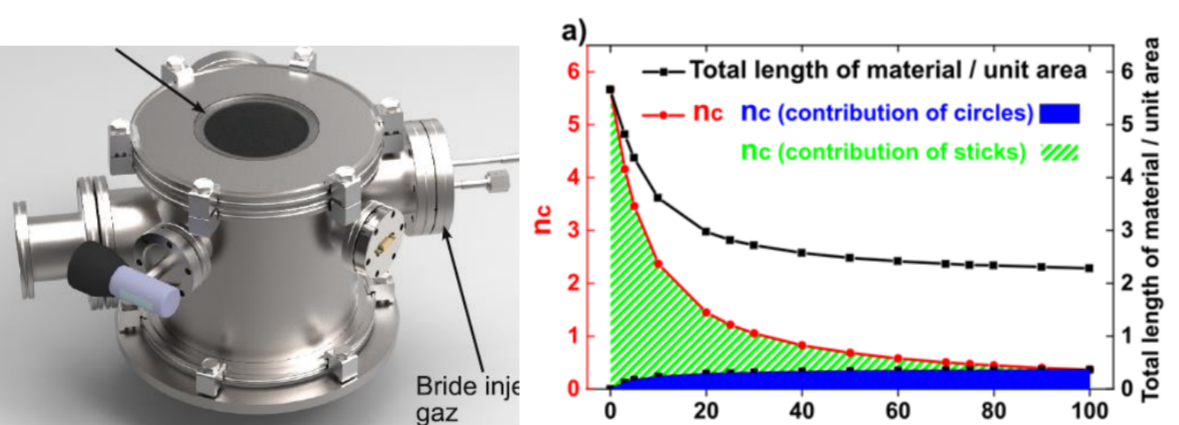 Bride inje
gaz
a)
Total length of material / unit area
nc
nc (contribution of circles)
nc (contribution of sticks)
nc
6
5
4
3
2
1
0
0
20
40
60
80
100
6
5
4
3
2
1
0
Total length of material / unit area